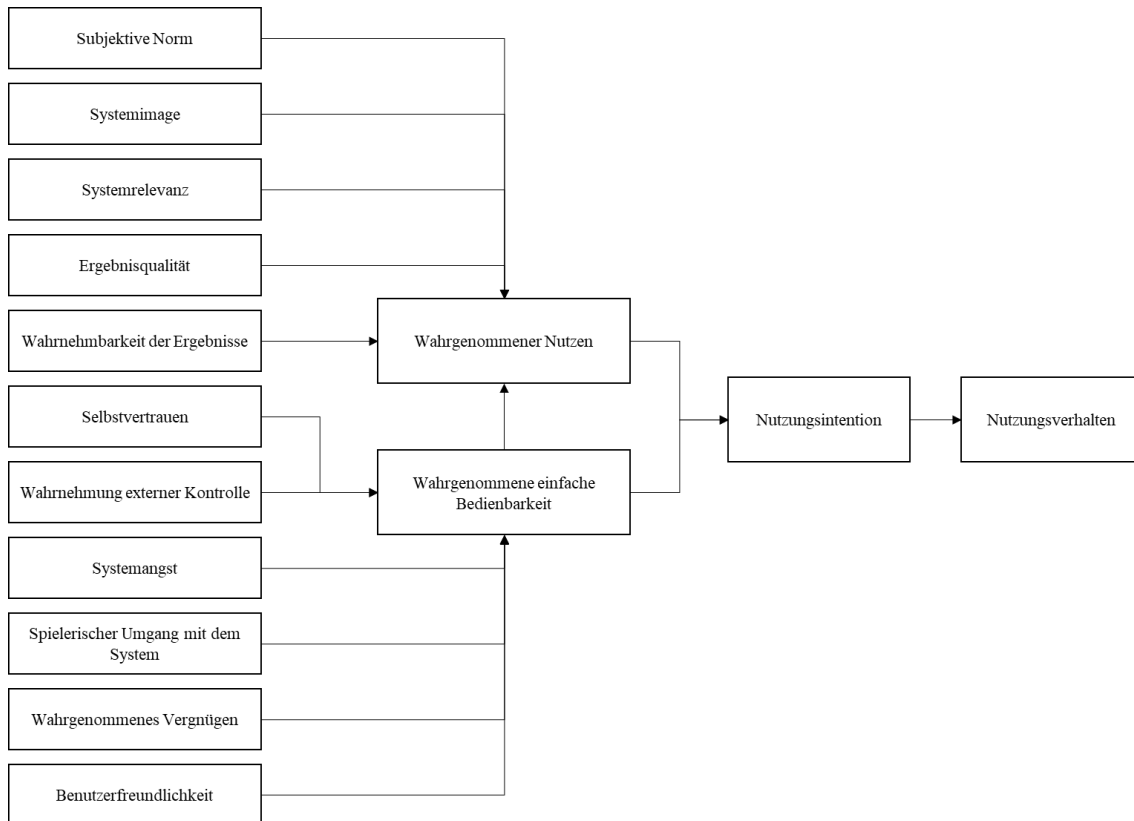 Subjektive Norm
Systemimage
Systemrelevanz
Ergebnisqualität
Wahrnehmbarkeit der Ergebnisse
Wahrgenommener Nutzen
Selbstvertrauen
Nutzungsintention
Nutzungsverhalten
Wahrnehmung externer Kontrolle
Wahrgenommene einfache
Bedienbarkeit
Systemangst
Spielerischer Umgang mit dem
System
Wahrgenommenes Vergnügen
Benutzerfreundlichkeit